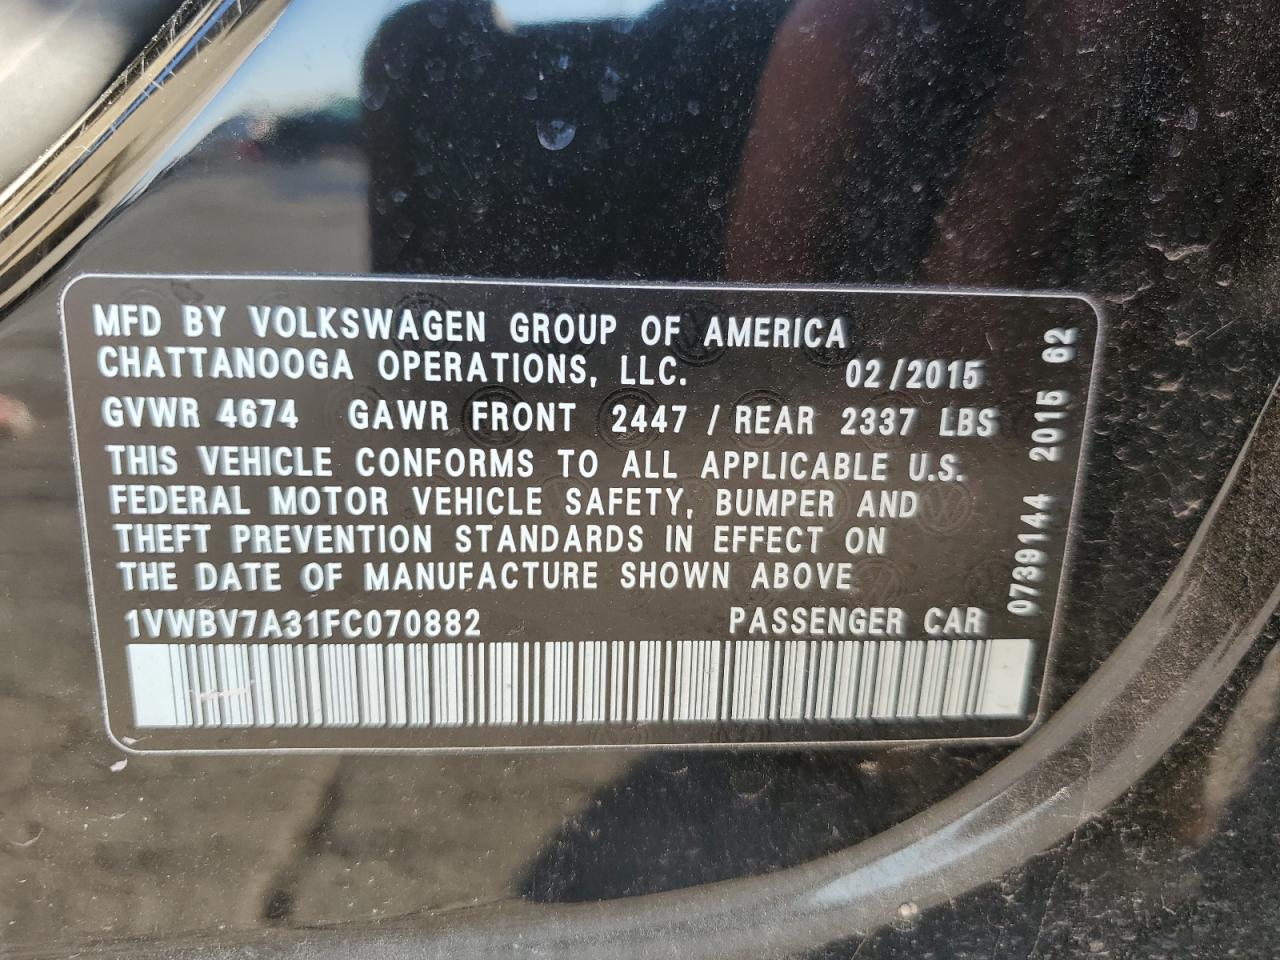 MFD BY VOLKSWAGEN GROUP OF AMERICA
CHATTANOOGA OPERATIONS, LLC. 02/2015
GVWR 4674 GAWR FRONT 2447 / REAR 2337 LBS
THIS VEHICLE CONFORMS TO ALL APPLICABLE U.S.
FEDERAL MOTOR VEHICLE SAFETY, BUMPER AND
THEFT PREVENTION STANDARDS IN EFFECT ON
THE DATE OF MANUFACTURE SHOWN ABOVE
1VWBV7A31FC070882 PASSENGER CAR
0739144 2015 62